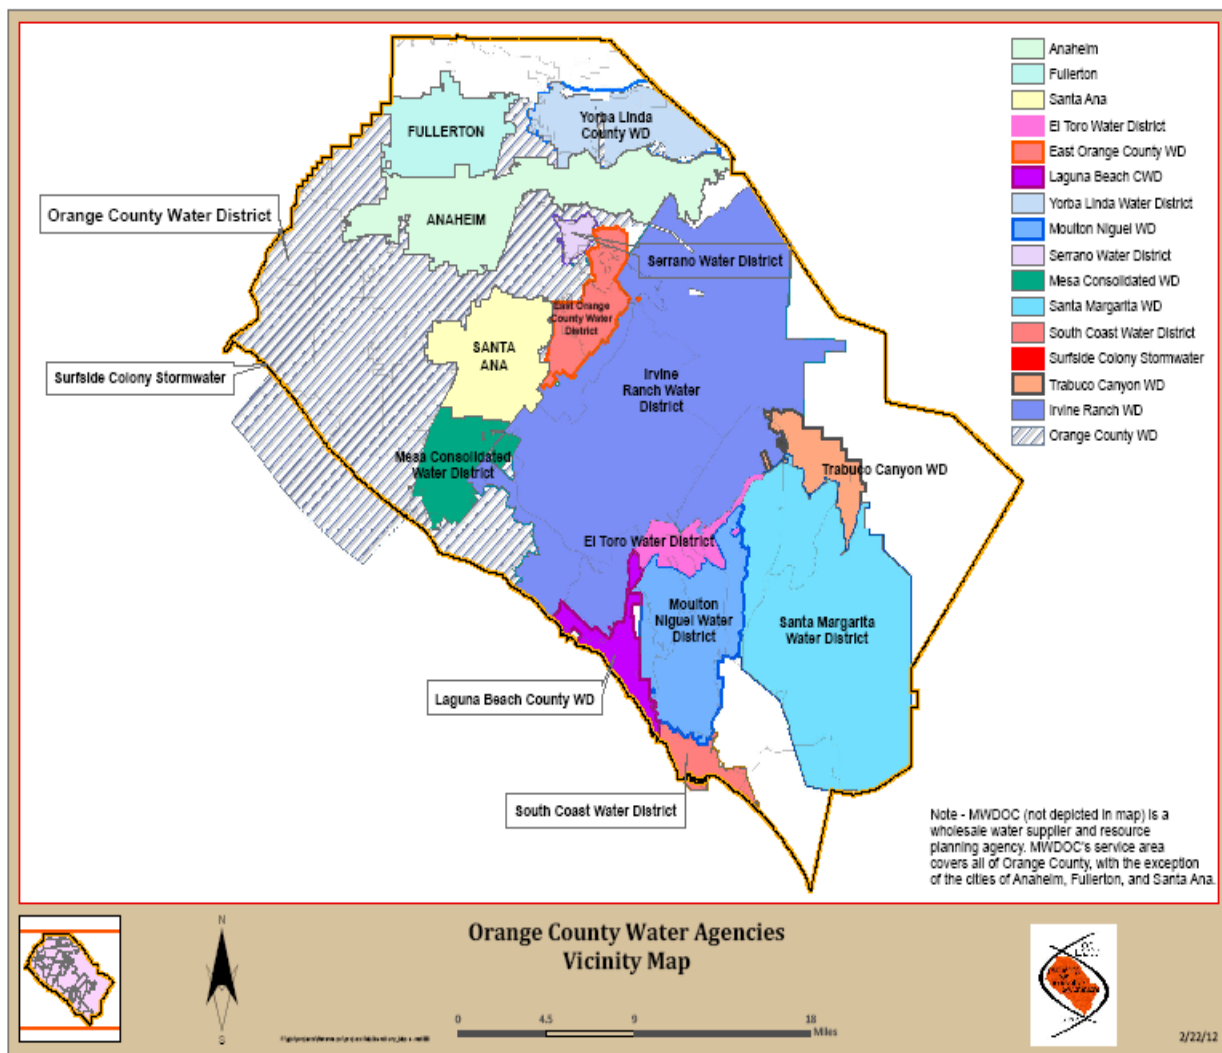 Anaheim
Fullerton
Santa Ana
El Toro Water District
East Orange County WD
Laguna Beach CWD
Yorba Linda Water District
Moulton Niguel WD
Serrano Water District
Mesa Consolidated WD
Santa Margarita WD
South Coast Water District
Surfside Colony Stormwater
Trabuco Canyon WD
Irvine Ranch WD
Orange County WD
FULLERTON
Yorba Linda
County WD
Orange County Water District
ANAHEIM
Serrano Water District
East Orange
County Water
District
SANTA
ANA
Surfside Colony Stormwater
Irvine
Ranch Water
District
Mesa Consolidated
Water District
Trabuco Canyon WD
El Toro Water District
Moulton
Niguel Water
District
Santa Margarita
Water District
Laguna Beach County WD
South Coast Water District
Note - MWDOC (not depicted in map) is a
wholesale water supplier and resource
planning agency. MWDOC's service area
covers all of Orange County, with the exception
of the cities of Anaheim, Fullerton, and Santa Ana.
Orange County Water Agencies
Vicinity Map
N
S
0 4.5 9 18
Miles
2/22/12